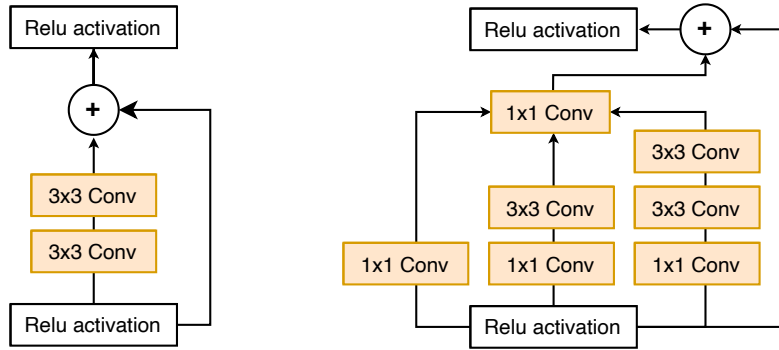 Relu activation
+
3x3 Conv
3x3 Conv
Relu activation
Relu activation
+
1x1 Conv
3x3 Conv
3x3 Conv
3x3 Conv
1x1 Conv
1x1 Conv
1x1 Conv
Relu activation